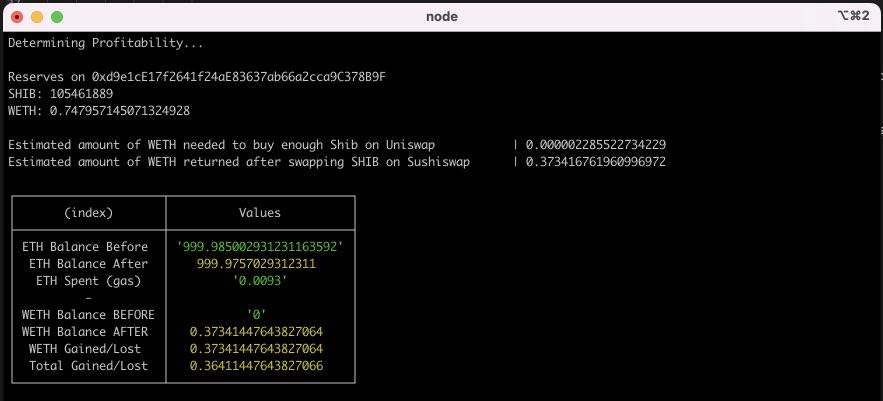 node
⌥⌘2
Determining Profitability...
Reserves on 0xd9e1cE17f2641f24aE83637ab66a2cca9C378B9F
SHIB: 105461889
WETH: 0.747957145071324928
Estimated amount of WETH needed to buy enough Shib on Uniswap | 0.000002285522734229
Estimated amount of WETH returned after swapping SHIB on Sushiswap | 0.373416761960996972
(index) Values
ETH Balance Before '999.985002931231163592'
ETH Balance After 999.9757029312311
ETH Spent (gas) '0.0093'
-
WETH Balance BEFORE '0'
WETH Balance AFTER 0.37341447643827064
WETH Gained/Lost 0.37341447643827064
Total Gained/Lost 0.36411447643827066